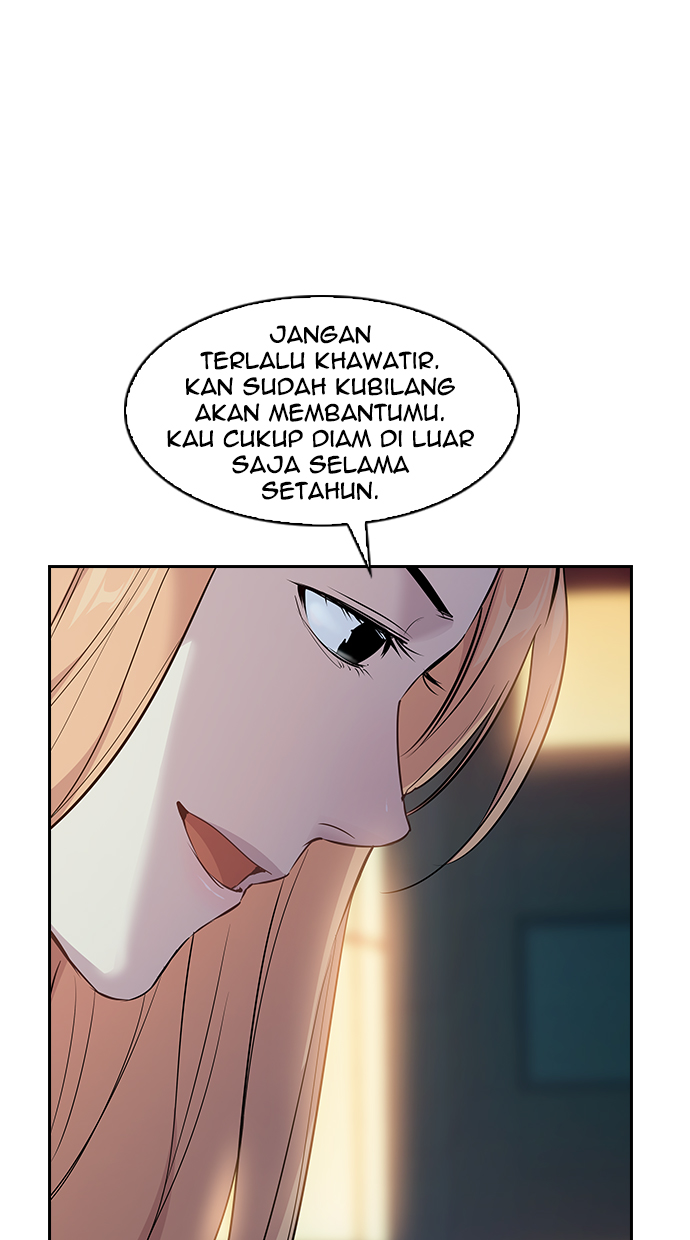 JANGAN
TERLALU KHAWATIR.
KAN SUDAH KUBILANG
AKAN MEMBANTUMU.
KAU CUKUP DIAM DI LUAR
SAJA SELAMA
SETAHUN.